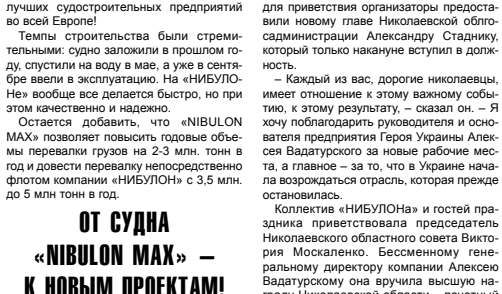 лучших судостроительных предприятий
во всей Европе!
Темпы строительства были стреми-
тельными: судно заложили в прошлом го-
ду, спустили на воду в мае, а уже в сентя-
бре ввели в эксплуатацию. На «НИБУЛО-
Не» вообще все делается быстро, но при
этом качественно и надежно.
Остается добавить, что «NIBULON
MAX» позволяет повысить годовые объе-
мы перевалки грузов на 2-3 млн. тонн в
год и довести перевалку непосредственно
флотом компании «НИБУЛОН» с 3,5 млн.
до 5 млн тонн в год.
ОТ СУДНА
«NIBULON MAX» –
К НОВЫМ ПРОЕКТАМ!
для приветствия организаторы предоста-
вили новому главе Николаевской облго-
садминистрации Александру Стаднику,
который только накануне вступил в долж-
ность.
– Каждый из вас, дорогие николаевцы,
имеет отношение к этому важному собы-
тию, к этому результату, – сказал он. – Я
хочу поблагодарить руководителя и осно-
вателя предприятия Героя Украины Алек-
сея Вадатурского за новые рабочие мес-
та, а главное – за то, что в Украине нача-
ла возрождаться отрасль, которая прежде
остановилась.
Коллектив «НИБУЛОНа» и гостей пра-
здника приветствовала председатель
Николаевского областного совета Викто-
рия Москаленко. Бессменному гене-
ральному директору компании Алексею
Вадатурскому она вручила высшую на-
граду Николаевской области – почетный